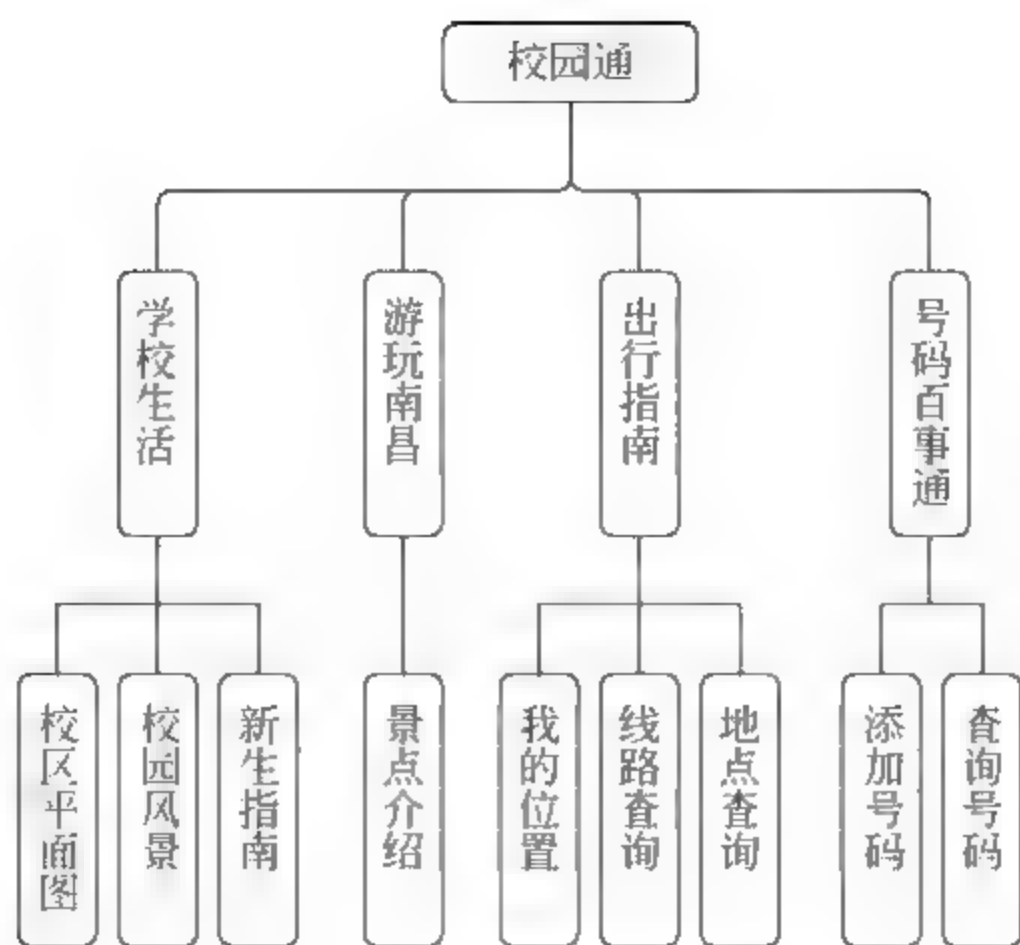 校园通
学校生活
游玩南昌
出行指南
号码百事通
校区平面图
校园风景
新生指南
景点介绍
我的位置
线路查询
地点查询
添加号码
查询号码